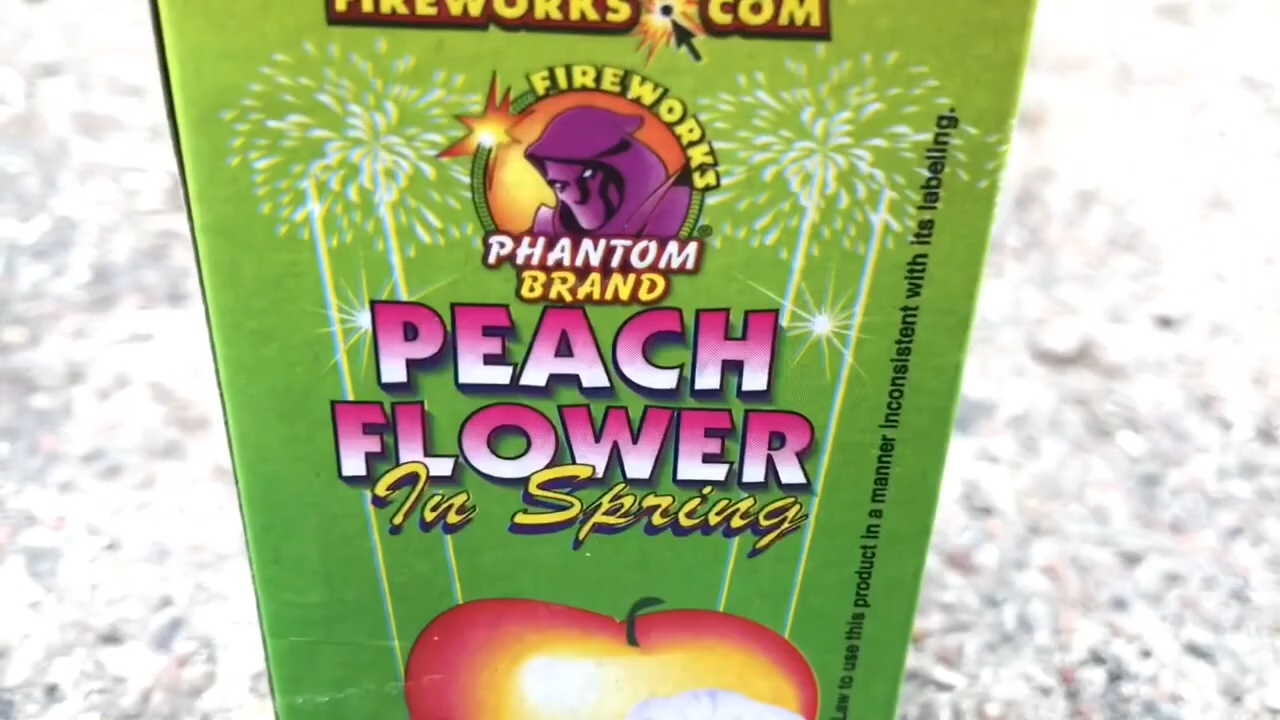 FIREWORKS COM
FIREWORKS
PHANTOM
®
BRAND
PEACH
FLOWER
In Spring
Law to use this product in a manner Inconsistent with its labeling.